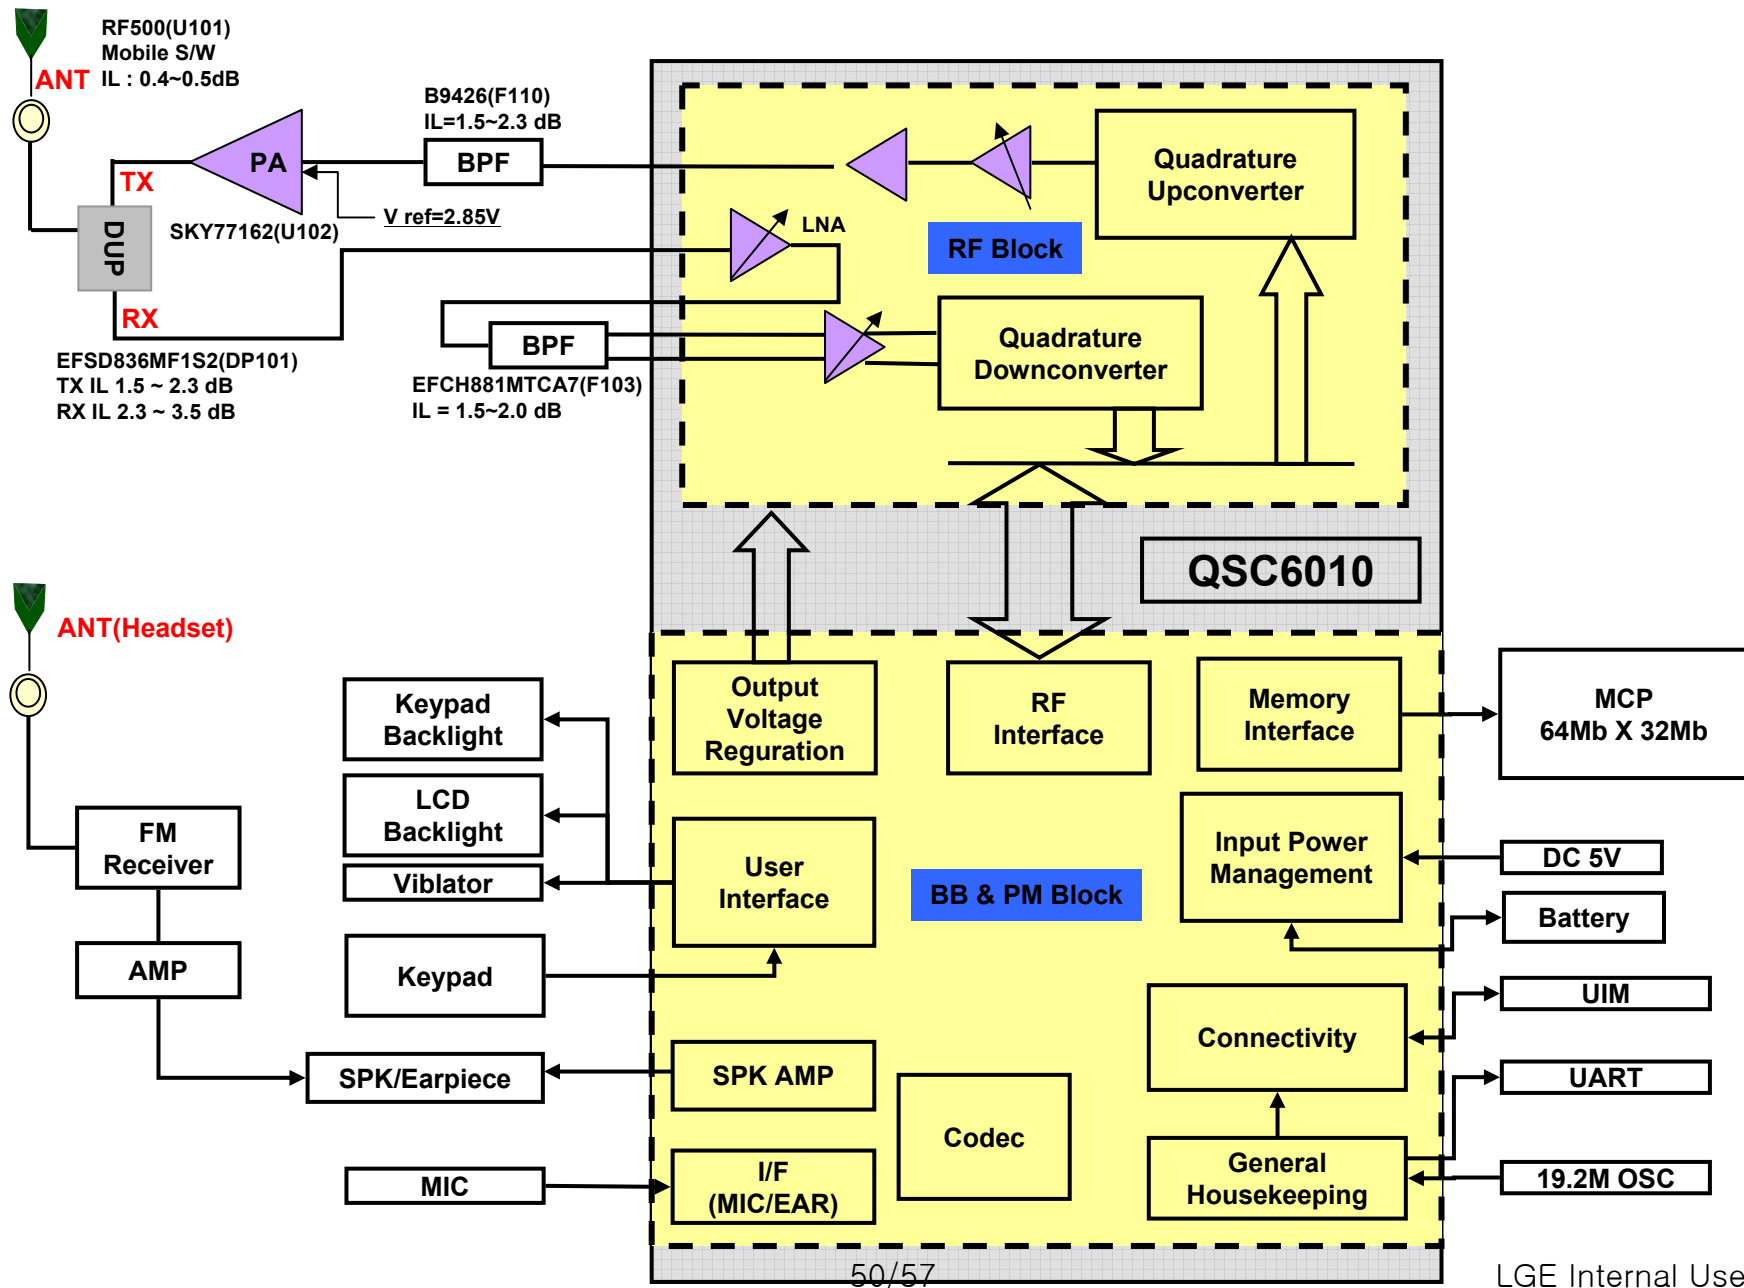 RF500(U101)
Mobile S/W
IL : 0.4~0.5dB
ANT
B9426(F110)
IL=1.5~2.3 dB
BPF
PA
TX
V ref=2.85V
SKY77162(U102)
DUP
RX
EFSD836MF1S2(DP101)
TX IL 1.5 ~ 2.3 dB
RX IL 2.3 ~ 3.5 dB
LNA
BPF
EFCH881MTCA7(F103)
IL = 1.5~2.0 dB
Quadrature
Upconverter
RF Block
Quadrature
Downconverter
QSC6010
ANT(Headset)
FM
Receiver
AMP
Keypad
Backlight
LCD
Backlight
Viblator
Keypad
SPK/Earpiece
MIC
Output
Voltage
Reguration
RF
Interface
Memory
Interface
User
Interface
BB & PM Block
Input Power
Management
Connectivity
SPK AMP
Codec
I/F
(MIC/EAR)
General
Housekeeping
MCP
64Mb X 32Mb
DC 5V
Battery
UIM
UART
19.2M OSC
50/57
LGE Internal Use